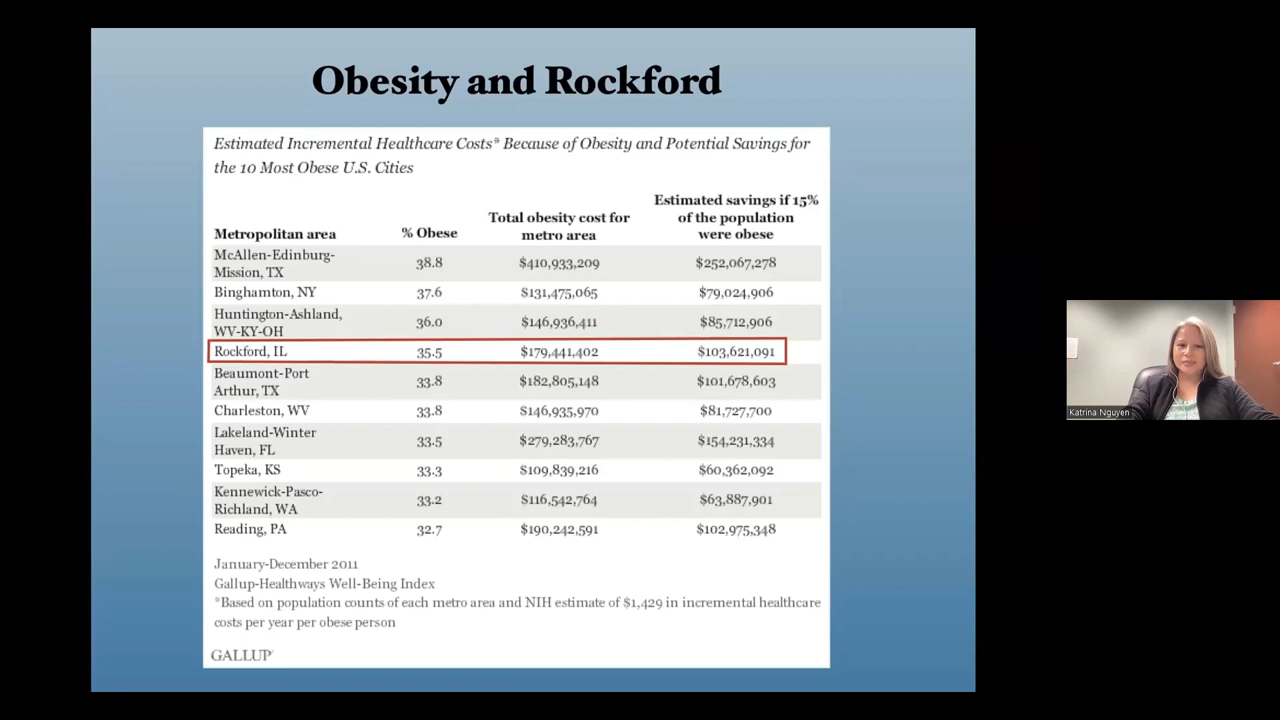 Obesity and Rockford
Estimated Incremental Healthcare Costs* Because of Obesity and Potential Savings for
the 10 Most Obese U.S. Cities
Metropolitan area % Obese Total obesity cost for metro area Estimated savings if 15% of the population were obese
McAllen-Edinburg-
Mission, TX 38.8 $410,933,209 $252,067,278
Binghamton, NY 37.6 $131,475,065 $79,024,906
Huntington-Ashland,
WV-KY-OH 36.0 $146,936,411 $85,712,906
Rockford, IL 35.5 $179,441,402 $103,621,091
Beaumont-Port
Arthur, TX 33.8 $182,805,148 $101,678,603
Charleston, WV 33.8 $146,935,970 $81,727,700
Lakeland-Winter
Haven, FL 33.5 $279,283,767 $154,231,334
Topeka, KS 33.3 $109,839,216 $60,362,092
Kennewick-Pasco-
Richland, WA 33.2 $116,542,764 $63,887,901
Reading, PA 32.7 $190,242,591 $102,975,348
January-December 2011
Gallup-Healthways Well-Being Index
*Based on population counts of each metro area and NIH estimate of $1,429 in incremental healthcare
costs per year per obese person
GALLUP
Katrina Nguyen